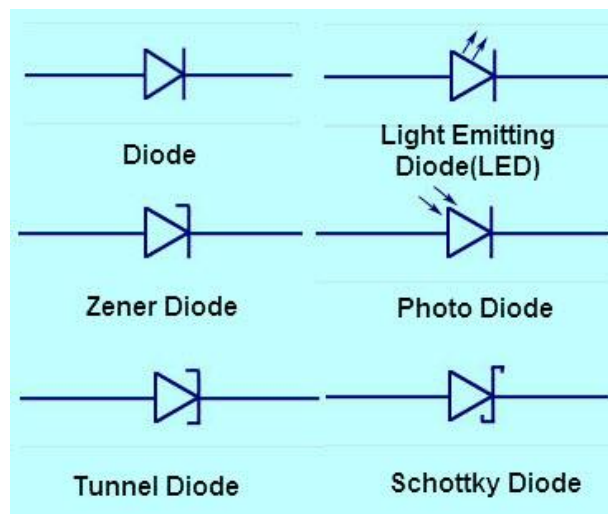 Diode
Light Emitting
Diode(LED)
Zener Diode
Photo Diode
Tunnel Diode
Schottky Diode